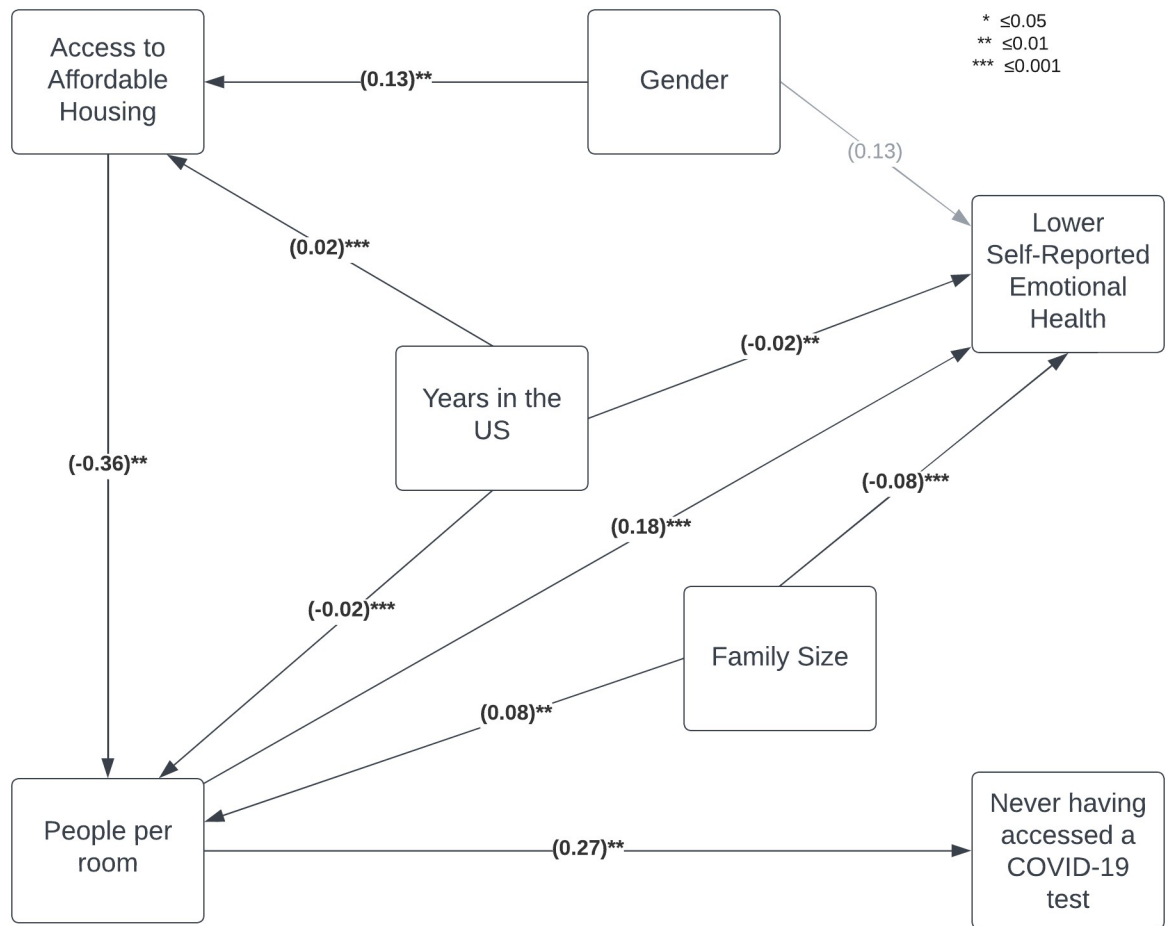 Access to
Affordable
Housing
(0.13)**
Gender
* ≤0.05
** ≤0.01
*** ≤0.001
(0.13)
Lower
Self-Reported
Emotional
Health
(0.02)***
(-0.02)**
Years in the
US
(-0.36)**
(-0.08)***
(0.18)***
(-0.02)***
Family Size
(0.08)**
People per
room
(0.27)**
Never having
accessed a
COVID-19
test